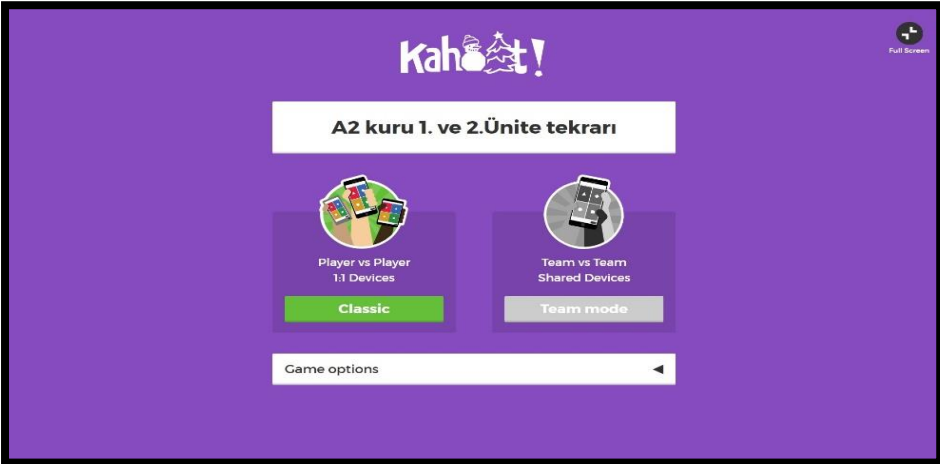 Kahoot!
Full Screen
A2 kuru 1. ve 2.Ünite tekrarı
Player vs Player
1:1 Devices
Classic
Team vs Team
Shared Devices
Team mode
Game options